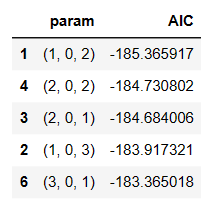 param AIC
1 (1, 0, 2) -185.365917
4 (2, 0, 2) -184.730802
3 (2, 0, 1) -184.684006
2 (1, 0, 3) -183.917321
6 (3, 0, 1) -183.365018